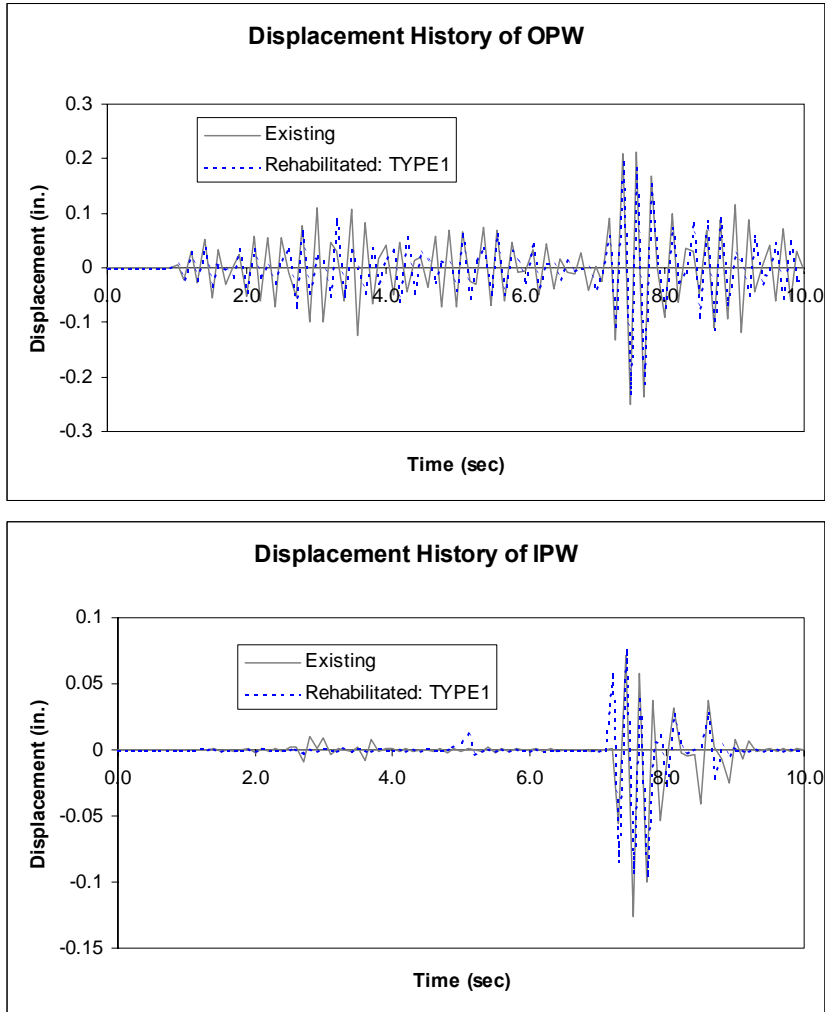 Displacement History of OPW
0.3
0.2
0.1
0
-0.1
-0.2
-0.3
0.0
2.0
4.0
6.0
8.0
10.0
Displacement (in.)
Time (sec)
Existing
Rehabilitated: TYPE1
Displacement History of IPW
0.1
0.05
0
-0.05
-0.1
-0.15
0.0
2.0
4.0
6.0
8.0
10.0
Displacement (in.)
Time (sec)
Existing
Rehabilitated: TYPE1